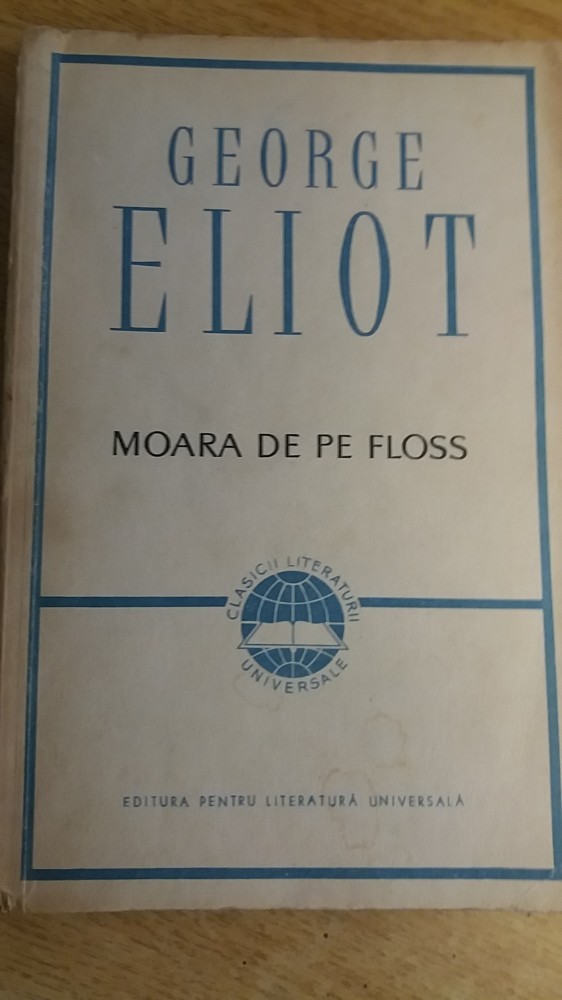 GEORGE
ELIOT
MOARA DE PE FLOSS
CLASICII LITERATURII
UNIVERSALE
EDITURA PENTRU LITERATURĂ UNIVERSALĂ